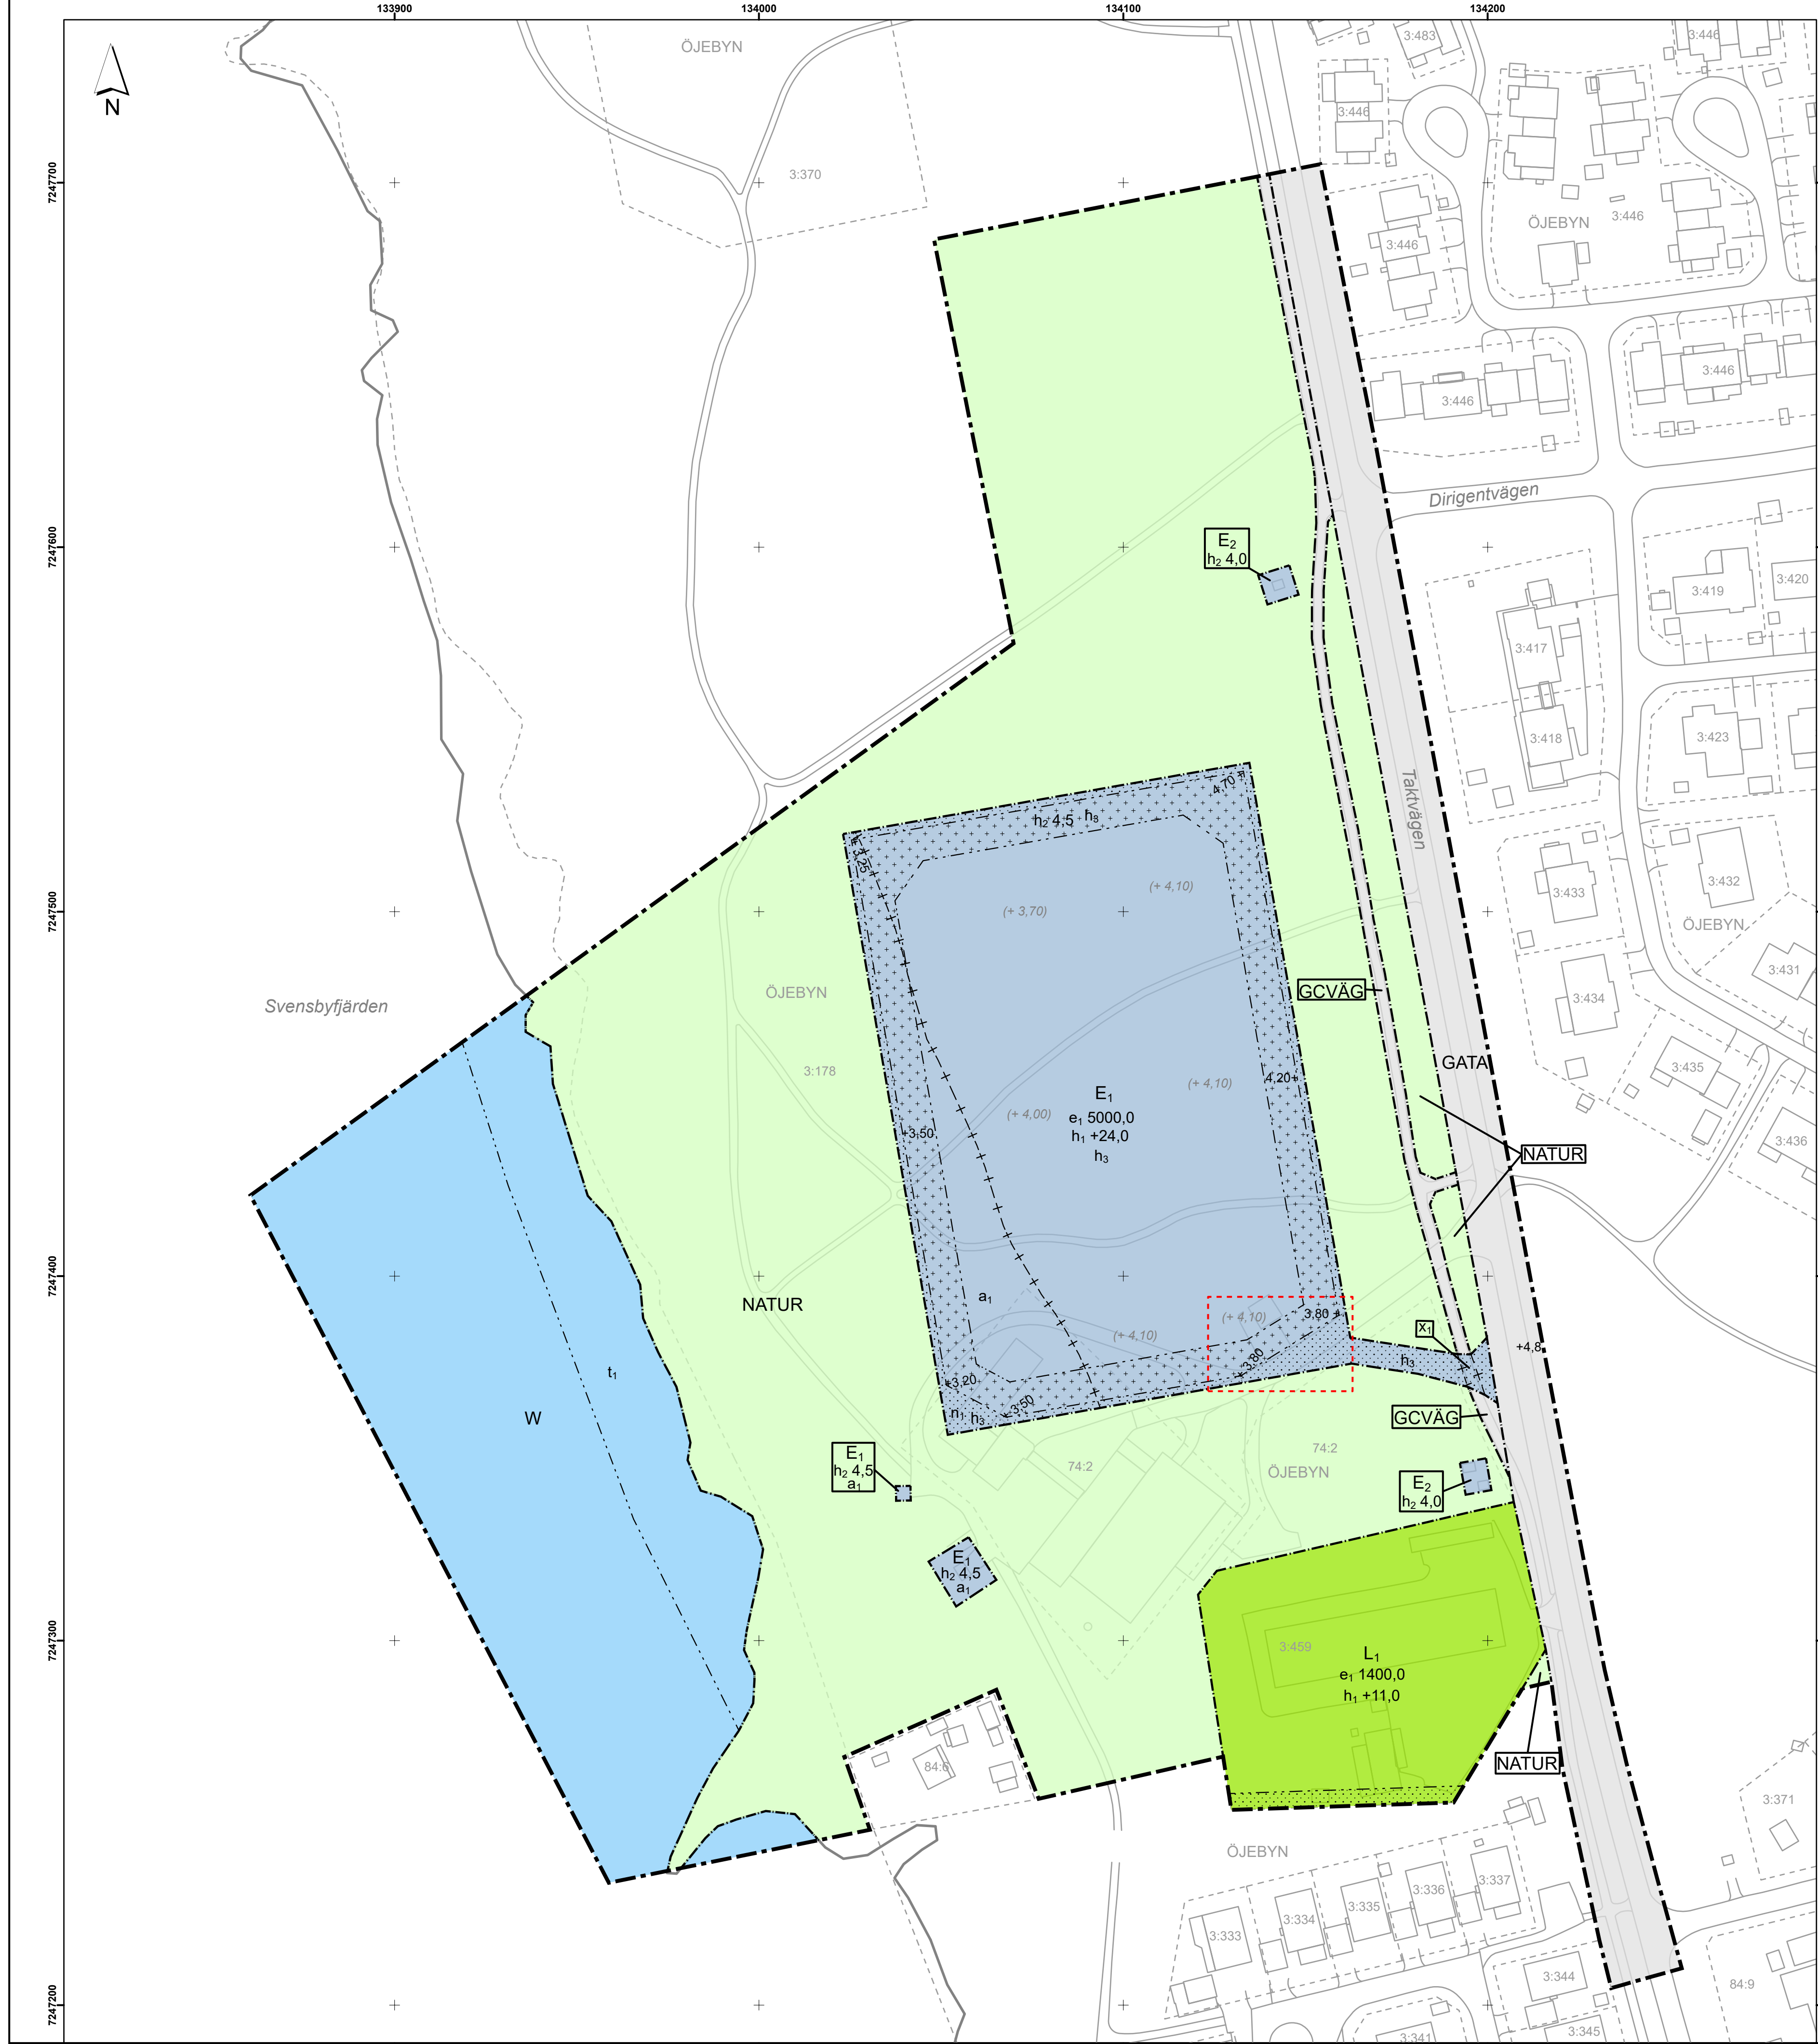 133900
134000
134100
134200
N
7247700
7247600
7247500
7247400
7247300
7247200
ÖJEBYN
3:483
3:446
3:446
3:370
3:446
ÖJEBYN
3:446
3:446
3:446
Dirigentvägen
E₂
h₂ 4,0
3:419
3:420
3:417
3:418
3:423
Taktvägen
4,70 +
h₂ 4,5
h₃
+ 3,25
(+ 4,10)
(+ 3,70)
3:433
3:432
ÖJEBYN
3:431
3:434
ÖJEBYN
GCVÄG
Svensbyfjärden
3:178
GATA
3:435
4,20+
(+ 4,10)
E₁
e₁ 5000,0
h₁ +24,0
h₃
(+ 4,00)
+3,50
3:436
NATUR
a₁
NATUR
3,80 +
(+ 4,10)
(+ 4,10)
x₁
+4,8
h₃
+ 3,80
t₁
+3,20
+ 3,50
n₁ h₃
W
GCVÄG
74:2
74:2
ÖJEBYN
E₁
h₂ 4,5
a₁
E₂
h₂ 4,0
E₁
h₂ 4,5
a₁
3:459
L₁
e₁ 1400,0
h₁ +11,0
NATUR
84:6
3:371
ÖJEBYN
3:337
3:336
3:335
3:334
3:333
3:344
84:9
3:345
3:341